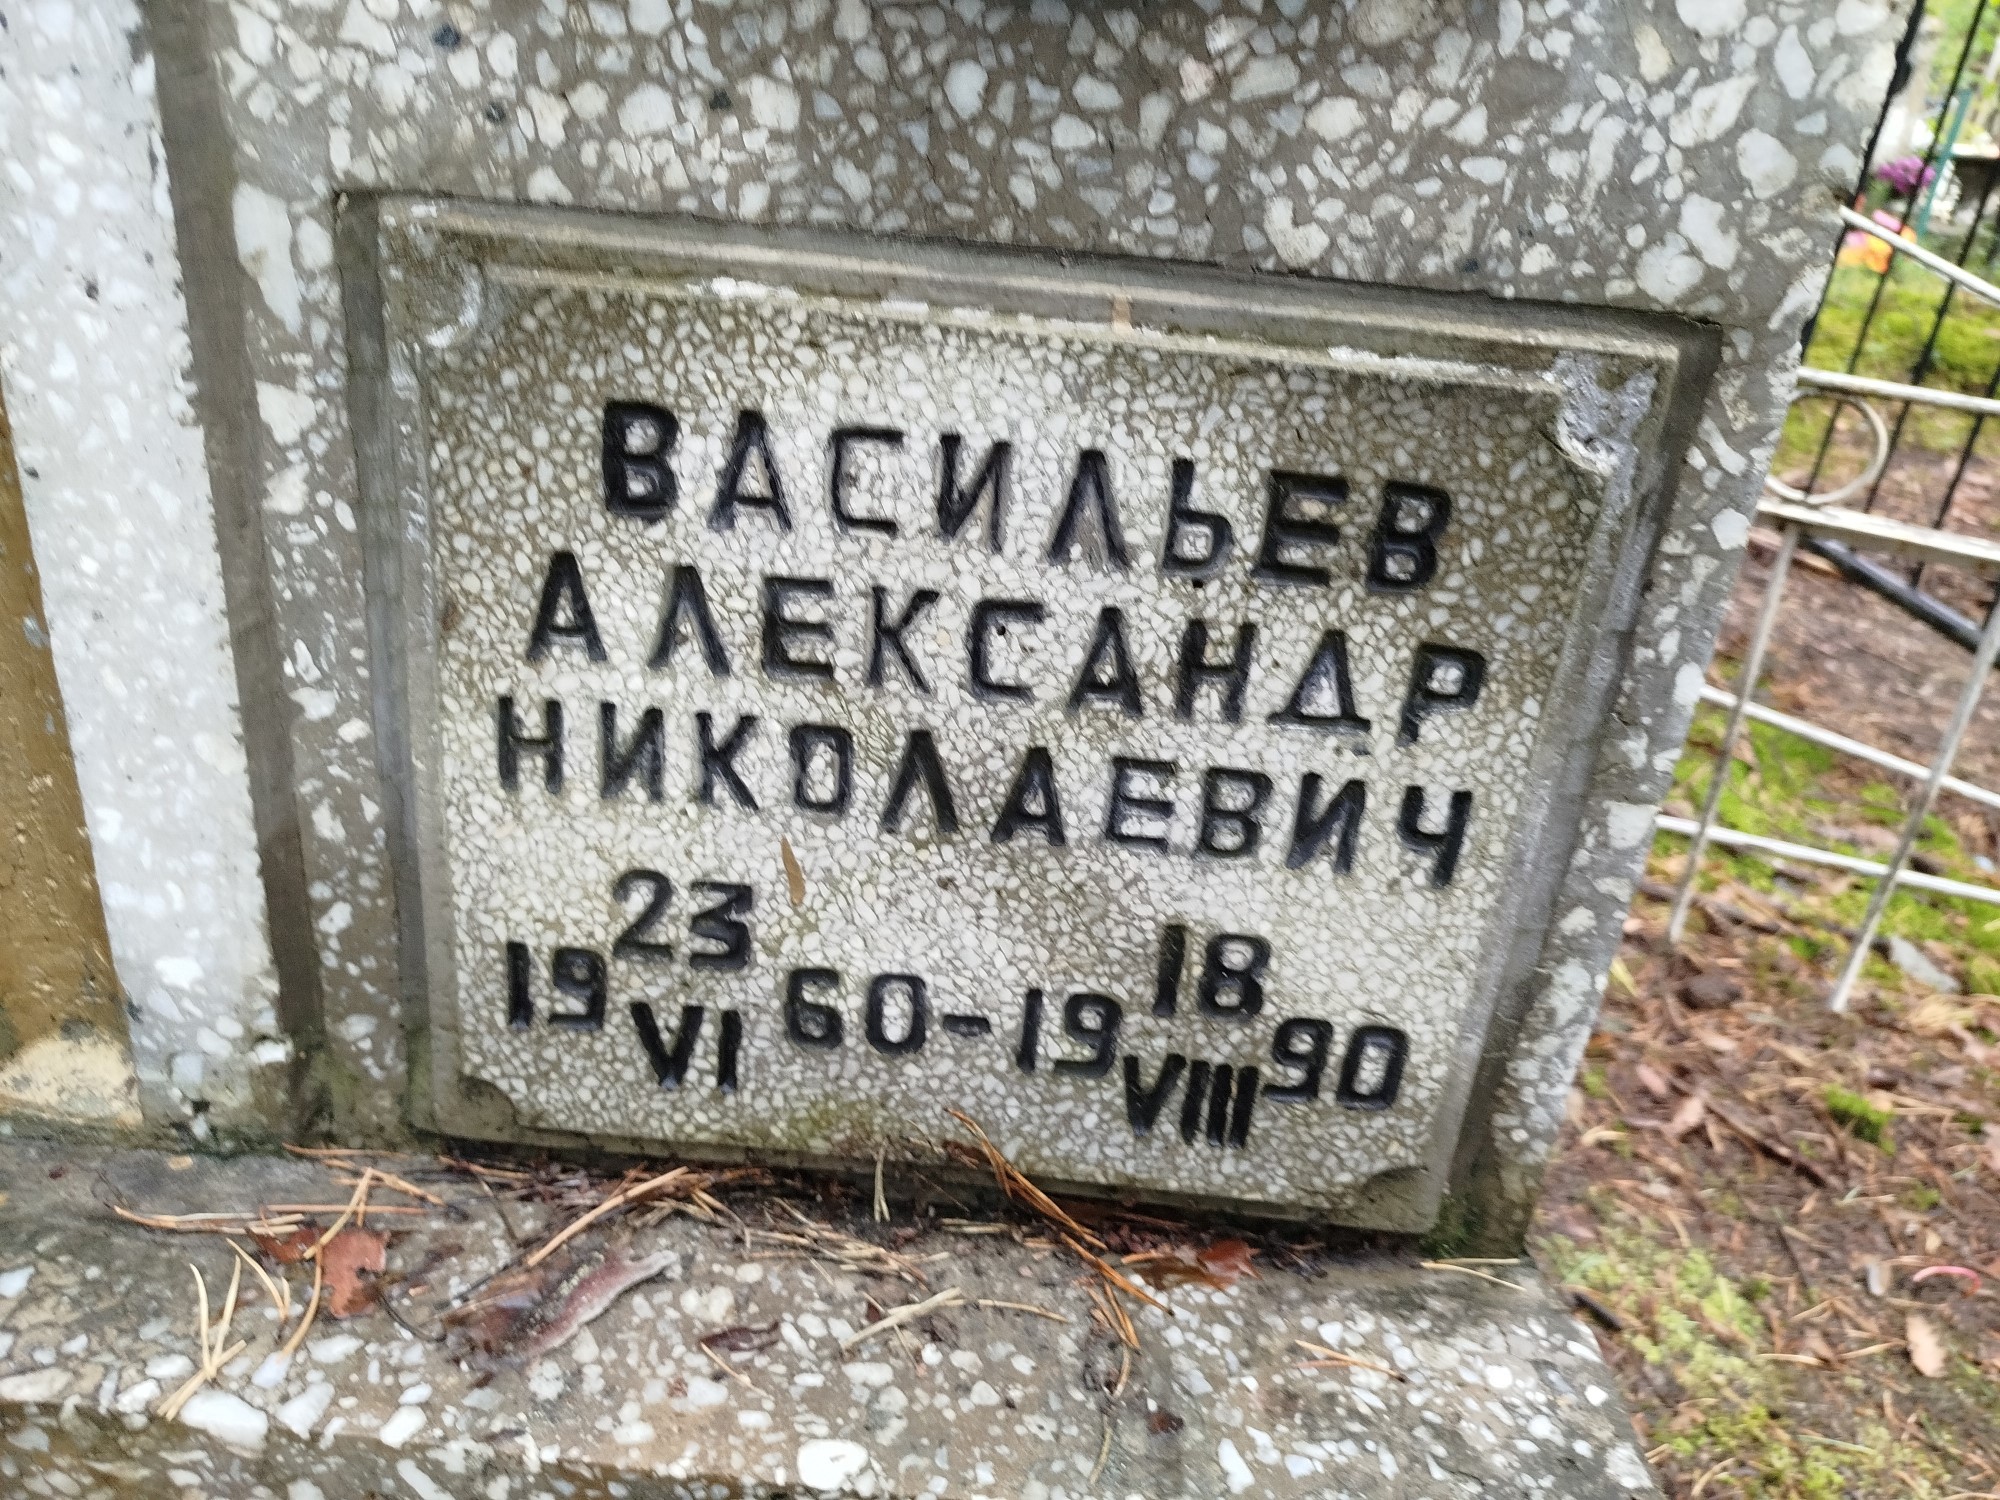 ВАСИЛЬЕВ
АЛЕКСАНДР
НИКОЛАЕВИЧ
19 23 VI 60-19 18 VIII 90